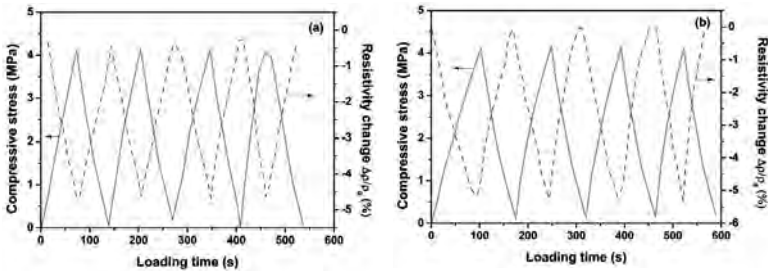 (a)
Compressive stress (MPa)
5
4
3
2
1
0
0 100 200 300 400 500 600
Loading time (s)
0
-1
-2
-3
-4
-5
Resistivity change Δρ/ρ₀ (%)
(b)
Compressive stress (MPa)
5
4
3
2
1
0
0 100 200 300 400 500 600
Loading time (s)
0
-1
-2
-3
-4
-5
-6
Resistivity change Δρ/ρ₀ (%)